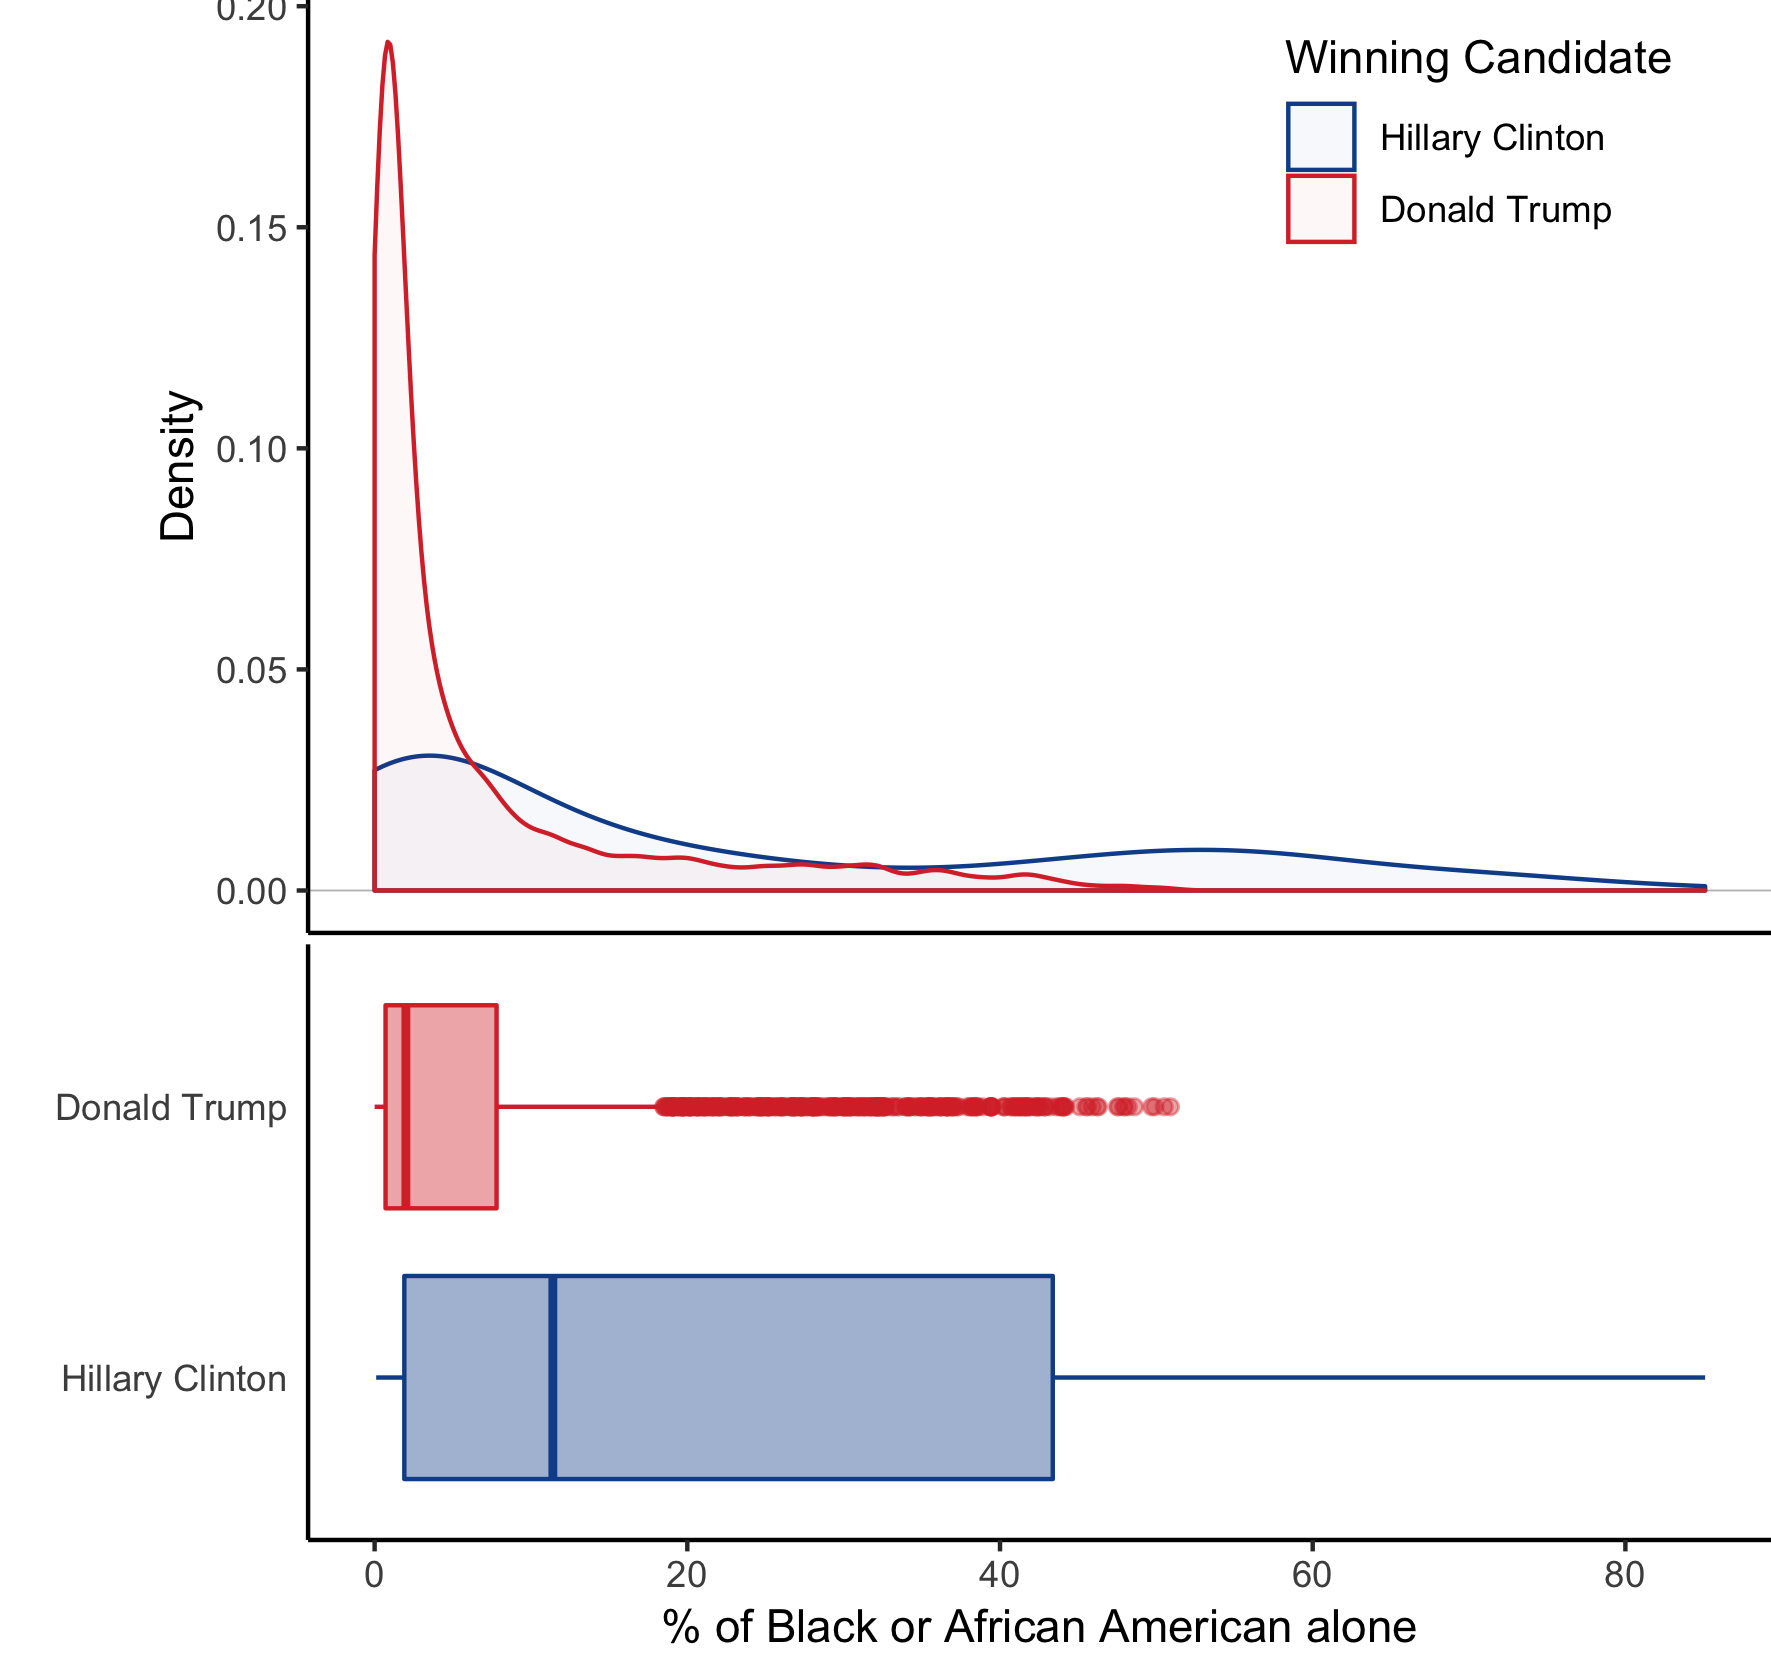 0.20
Winning Candidate
Hillary Clinton
Donald Trump
0.15
Density
0.10
0.05
0.00
Donald Trump
Hillary Clinton
0 20 40 60 80
% of Black or African American alone